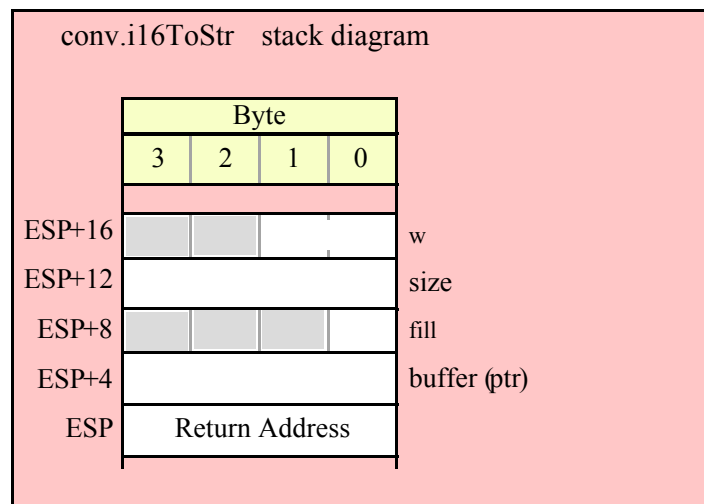 conv.i16ToStr stack diagram
Byte
3 2 1 0
ESP+16 w
ESP+12 size
ESP+8 fill
ESP+4 buffer (ptr)
ESP Return Address